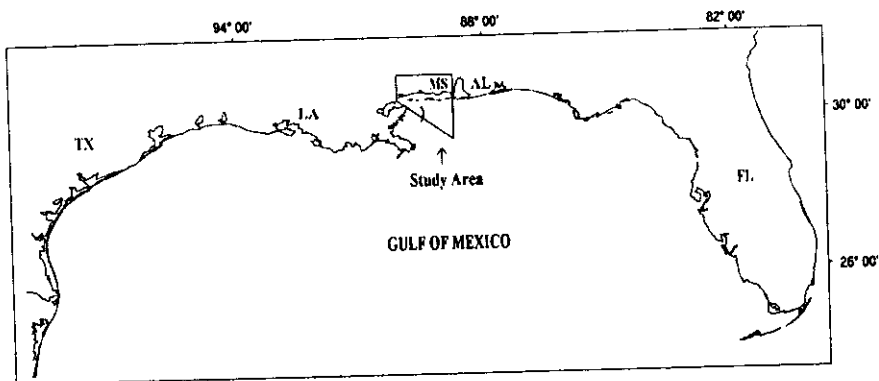 94° 00'
88° 00'
82° 00'
MS
AL
30° 00'
LA
TX
Study Area
FL
GULF OF MEXICO
26° 00'